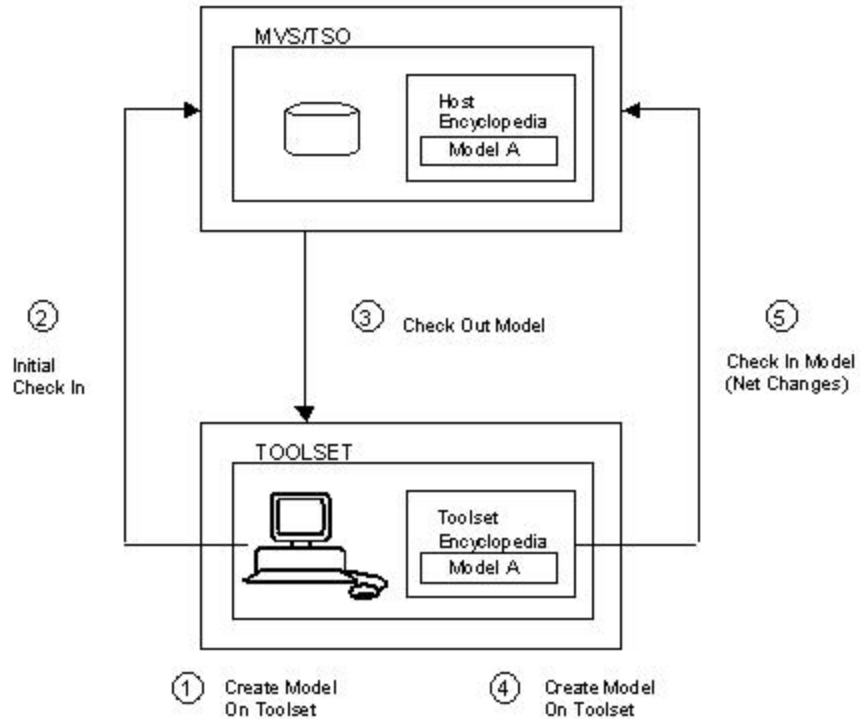 MVS/TSO
Host
Encyclopedia
Model A
2
Initial
Check In
3
Check Out Model
5
Check In Model
(Net Changes)
TOOLSET
Toolset
Encyclopedia
Model A
1
Create Model
On Toolset
4
Create Model
On Toolset